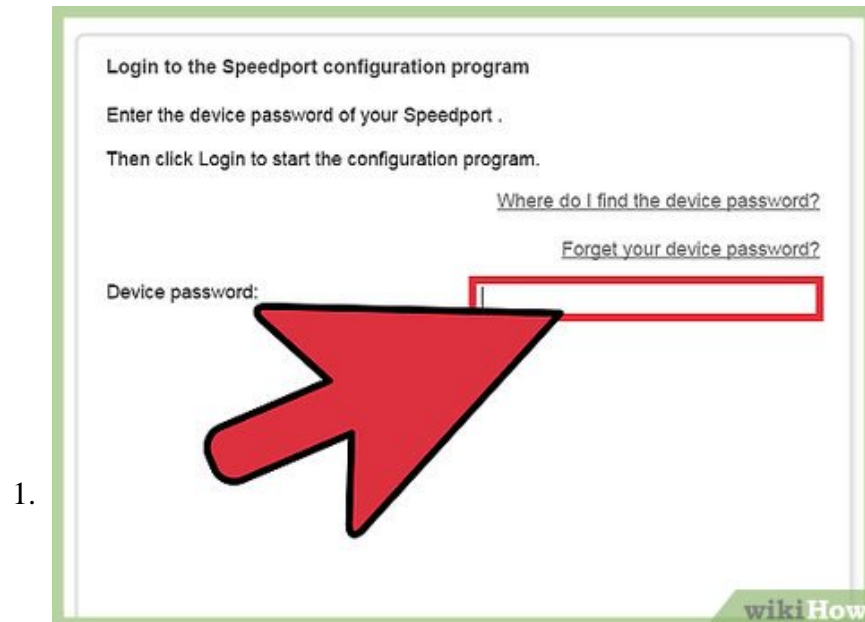 Login to the Speedport configuration program
Enter the device password of your Speedport .
Then click Login to start the configuration program.
Where do I find the device password?
Forget your device password?
Device password:
1.
wikiHow